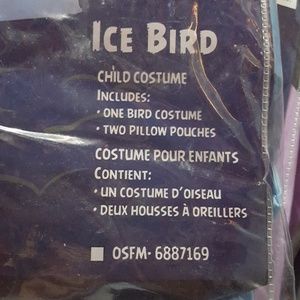 ICE BIRD
CHILD COSTUME
INCLUDES:
• ONE BIRD COSTUME
• TWO PILLOW POUCHES
COSTUME POUR ENFANTS
CONTIENT:
• UN COSTUME D'OISEAU
• DEUX HOUSSES À OREILLERS
OSFM- 6887169